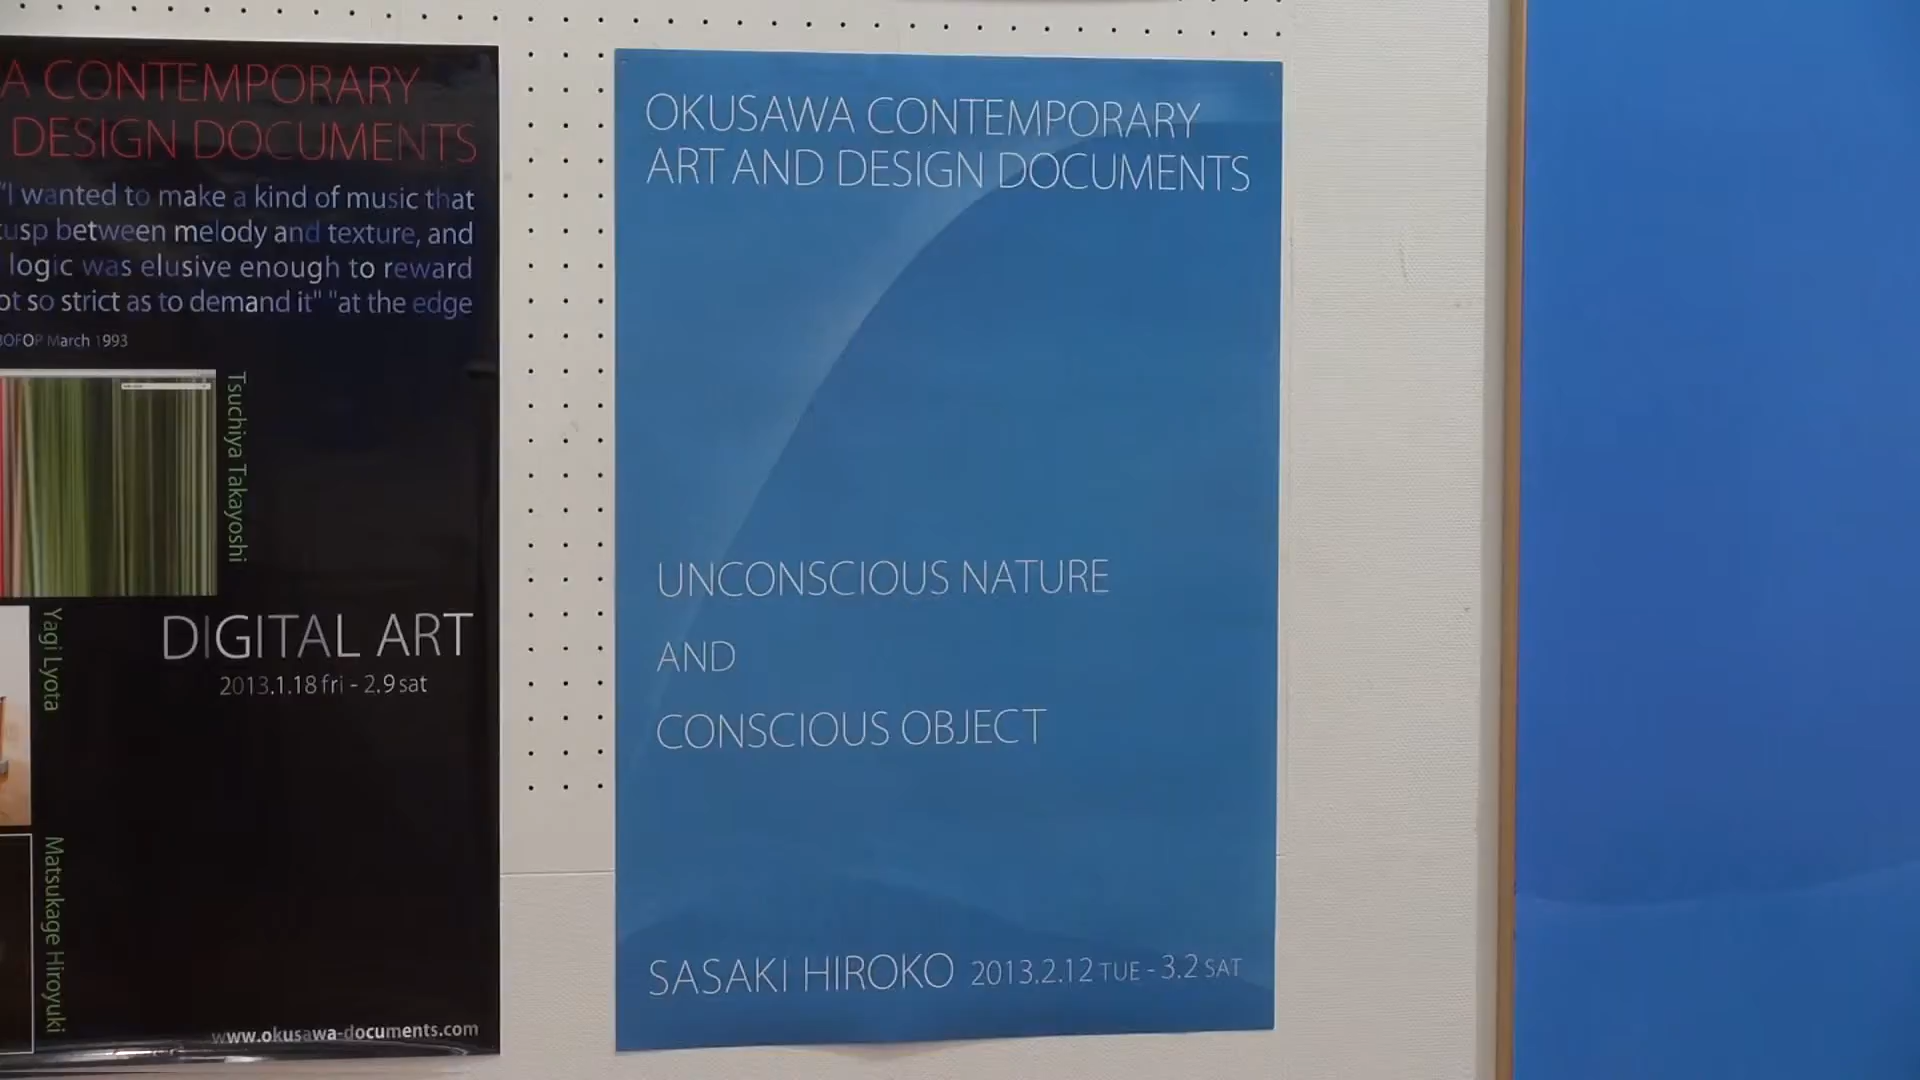 A CONTEMPORARY
DESIGN DOCUMENTS
"I wanted to make a kind of music that
cusp between melody and texture, and
logic was elusive enough to reward
ot so strict as to demand it" "at the edge
March 1993
Tsuchiya Takayoshi
Yagi Lyota
DIGITAL ART
2013.1.18 fri - 2.9 sat
Matsukage Hiroyuki
www.okusawa-documents.com
OKUSAWA CONTEMPORARY
ART AND DESIGN DOCUMENTS
UNCONSCIOUS NATURE
AND
CONSCIOUS OBJECT
SASAKI HIROKO 2013.2.12 TUE - 3.2 SAT